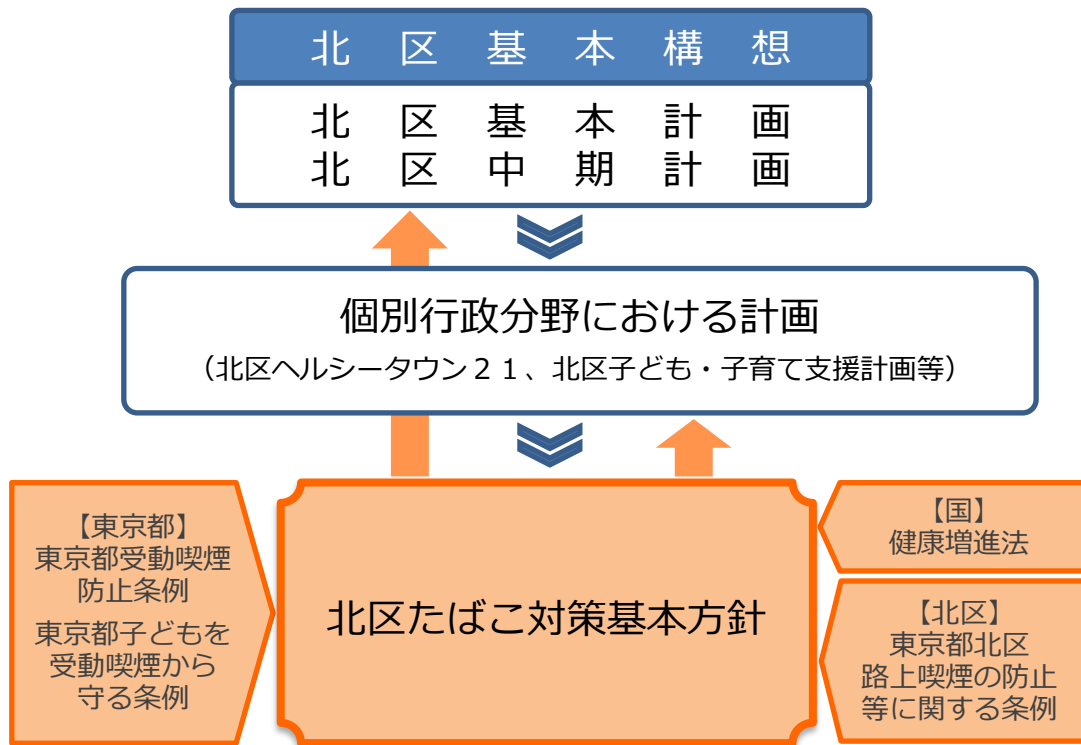 北区基本構想
北区基本計画
北区中期計画
個別行政分野における計画
（北区ヘルシータウン２１、北区子ども・子育て支援計画等）
【東京都】
東京都受動喫煙
防止条例
東京都子どもを
受動喫煙から
守る条例
北区たばこ対策基本方針
【国】
健康増進法
【北区】
東京都北区
路上喫煙の防止
等に関する条例